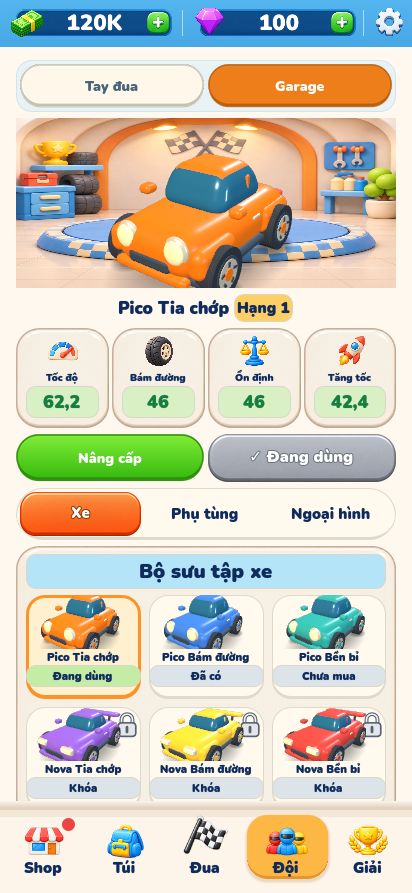 120K
100
Tay đua
Garage
Pico Tia chớp Hạng 1
Tốc độ
Bám đường
Ổn định
Tăng tốc
62,2
46
46
42,4
Nâng cấp
✓ Đang dùng
Xe
Phụ tùng
Ngoại hình
Bộ sưu tập xe
Pico Tia chớp
Pico Bám đường
Pico Bền bỉ
Đang dùng
Đã có
Chưa mua
Nova Tia chớp
Nova Bám đường
Nova Bền bỉ
Khóa
Khóa
Khóa
Shop
Túi
Đua
Đội
Giải